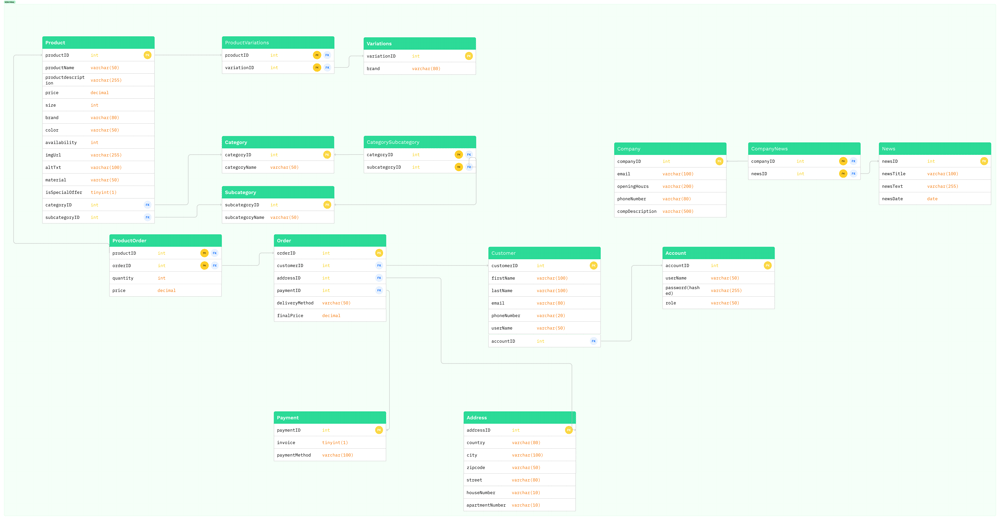 Product
productID int PK
productName varchar(50)
productdescript
ion varchar(255)
price decimal
size int
brand varchar(90)
color varchar(50)
availability int
imgUrl varchar(255)
altTxt varchar(100)
material varchar(50)
isSpecialOffer tinyint(1)
categoryID int FK
subcategoryID int FK
ProductVariations
productID int PK FK
variationID int PK FK
Variations
variationID int PK
brand varchar(90)
Category
categoryID int PK
categoryName varchar(50)
CategorySubcategory
categoryID int PK FK
subcategoryID int PK FK
Subcategory
subcategoryID int PK
subcategoryName varchar(50)
Company
companyID int PK
email varchar(100)
openingHours varchar(200)
phoneNumber varchar(80)
compDescription varchar(500)
CompanyNews
companyID int PK FK
newsID int PK FK
News
newsID int PK
newsTitle varchar(100)
newsText varchar(255)
newsDate date
ProductOrder
productID int PK FK
orderID int PK FK
quantity int
price decimal
Order
orderID int PK
customerID int FK
addressID int FK
paymentID int FK
deliveryMethod varchar(50)
finalPrice decimal
Customer
customerID int PK
firstName varchar(100)
lastName varchar(100)
email varchar(80)
phoneNumber varchar(20)
userName varchar(50)
accountID int FK
Account
accountID int PK
userName varchar(50)
password(hash
ed) varchar(255)
role varchar(50)
Payment
paymentID int PK
invoice tinyint(1)
paymentMethod varchar(100)
Address
addressID int PK
country varchar(80)
city varchar(100)
zipcode varchar(50)
street varchar(80)
houseNumber varchar(50)
apartmentNumber varchar(50)